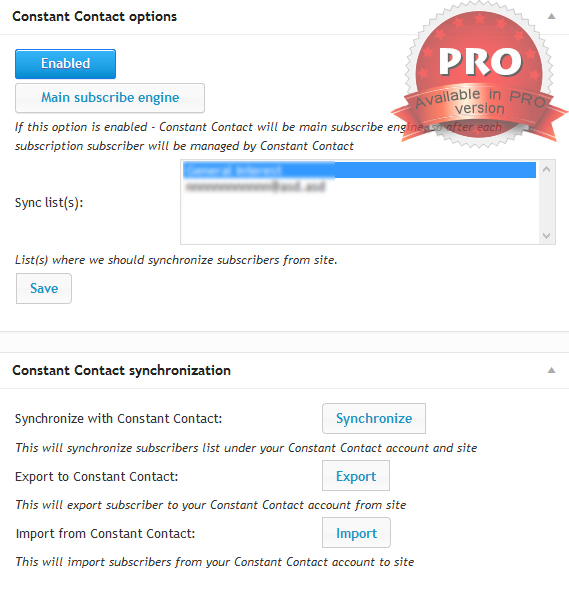 Constant Contact options
Enabled
PRO
Available in PRO
version
Main subscribe engine
If this option is enabled - Constant Contact will be main subscribe engine, so after each
subscription subscriber will be managed by Constant Contact
General Interest
Sync list(s):
List(s) where we should synchronize subscribers from site.
Save
Constant Contact synchronization
Synchronize with Constant Contact: Synchronize
This will synchronize subscribers list under your Constant Contact account and site
Export to Constant Contact: Export
This will export subscriber to your Constant Contact account from site
Import from Constant Contact: Import
This will import subscribers from your Constant Contact account to site